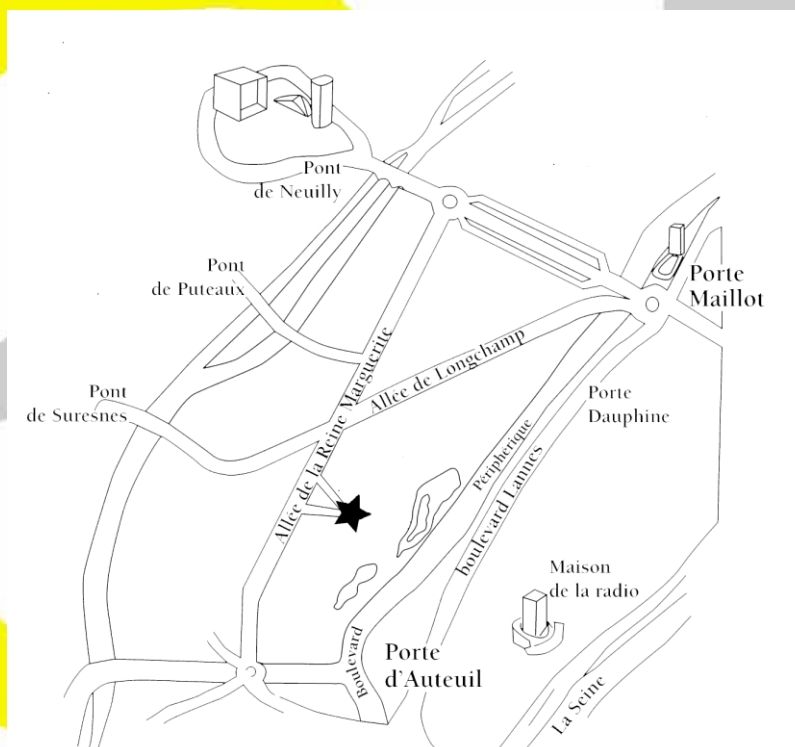 Pont
de Neuilly
Pont
de Puteaux
Porte
Maillot
Allée de la Reine Marguerite
Allée de Longchamp
Pont
de Suresnes
Porte
Dauphine
Péripherique
boulevard Lannes
Maison
de la radio
Boulevard
Porte
d'Auteuil
La Seine